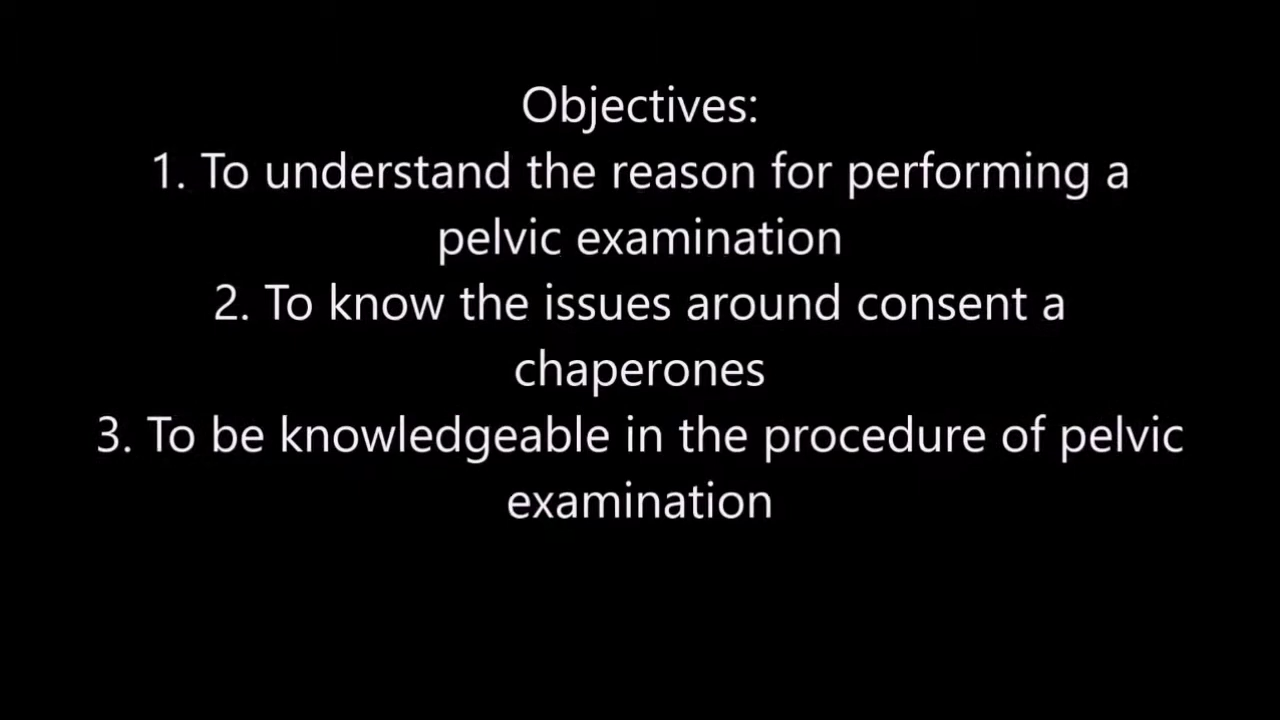 Objectives:
1. To understand the reason for performing a
pelvic examination
2. To know the issues around consent a
chaperones
3. To be knowledgeable in the procedure of pelvic
examination